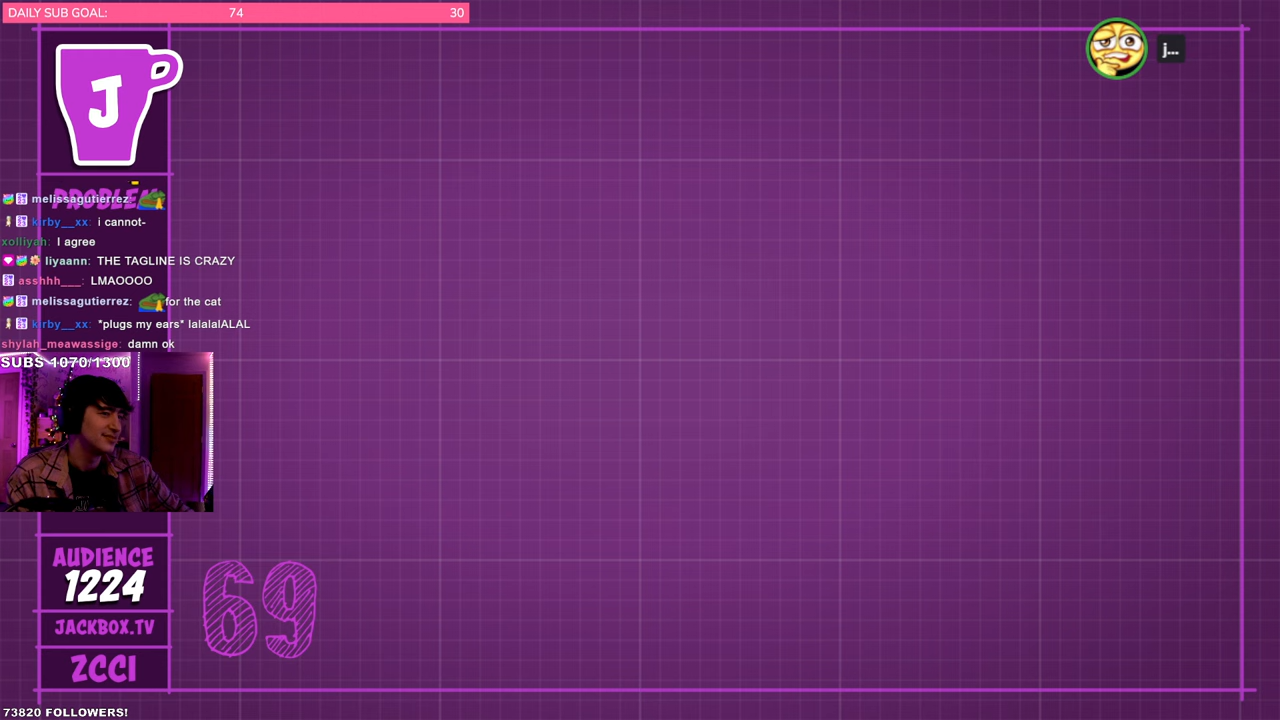 DAILY SUB GOAL: 74 30
J
j...
PROBLEM
melissagutierrez:
kirby__xx: i cannot-
xolliyah: I agree
liyaann: THE TAGLINE IS CRAZY
asshhh___: LMAOOOO
melissagutierrez: for the cat
kirby__xx: *plugs my ears* lalalalALAL
shylah_meawassige: damn ok
SUBS 1070/1300
AUDIENCE
1224
JACKBOX.TV
ZCCI
69
73820 FOLLOWERS!